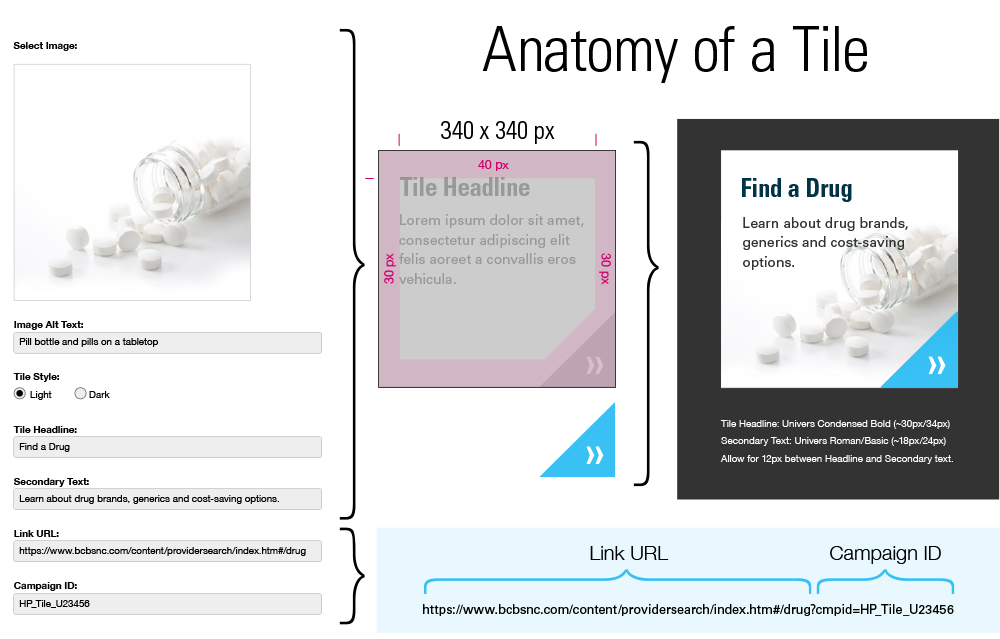 Anatomy of a Tile
Select Image:
Image Alt Text:
Pill bottle and pills on a tabletop
Tile Style:
Light
Dark
Tile Headline:
Find a Drug
Secondary Text:
Learn about drug brands, generics and cost-saving options.
Link URL:
https://www.bcbsnc.com/content/providersearch/index.htm#/drug
Campaign ID:
HP_Tile_U23456
340 x 340 px
40 px
Tile Headline
Lorem ipsum dolor sit amet,
consectetur adipiscing elit
felis aoreet a convallis eros
vehicula.
30 px
30 px
Find a Drug
Learn about drug brands,
generics and cost-saving
options.
Tile Headline: Univers Condensed Bold (~30px/34px)
Secondary Text: Univers Roman/Basic (~18px/24px)
Allow for 12px between Headline and Secondary text.
Link URL
Campaign ID
https://www.bcbsnc.com/content/providersearch/index.htm#/drug?cmpid=HP_Tile_U23456